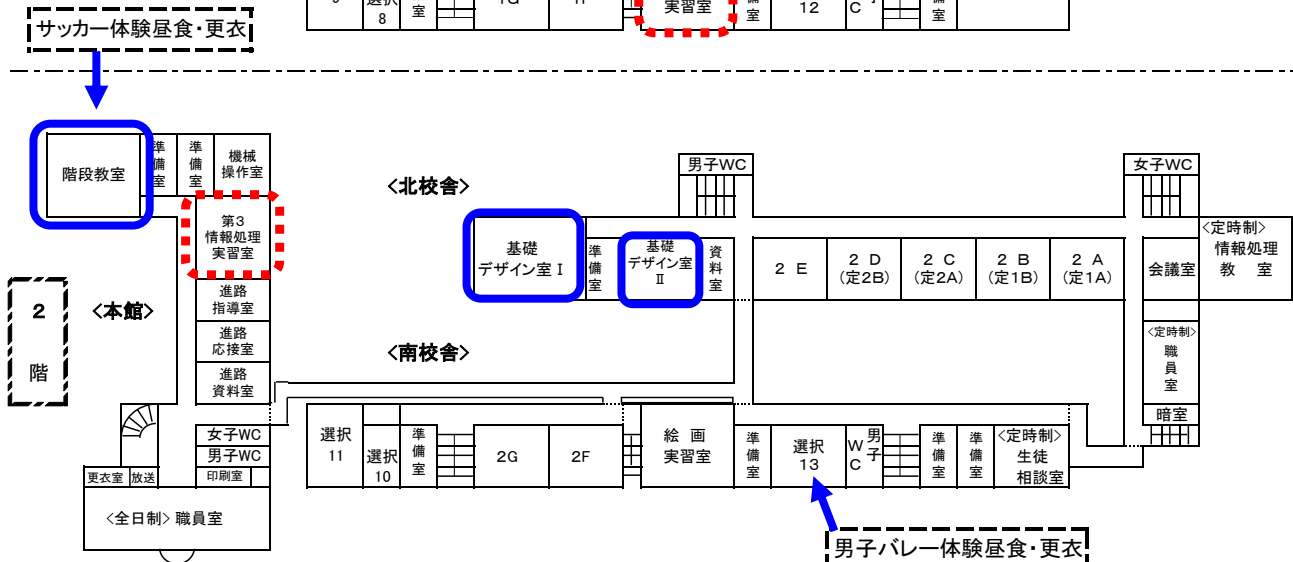 選択
8
室
1G
実習室
備
室
12
C
備
室
サッカー体験昼食・更衣
階段教室
準備室
準備室
機械
操作室
男子WC
女子WC
<北校舎>
第3
情報処理
実習室
基礎
デザイン室Ⅰ
準備室
基礎
デザイン室
Ⅱ
資料室
2 E
2 D
(定2B)
2 C
(定2A)
2 B
(定1B)
2 A
(定1A)
会議室
<定時制>
情報処理
教 室
2
階
<本館>
進路
指導室
進路
応接室
進路
資料室
<南校舎>
<定時制>
職員室
暗室
女子WC
男子WC
印刷室
更衣室
放送
<全日制>職員室
選択
11
選択
10
準備室
2G
2F
絵 画
実習室
準備室
選択
13
男子
WC
準備室
準備室
<定時制>
生徒
相談室
男子バレー体験昼食・更衣